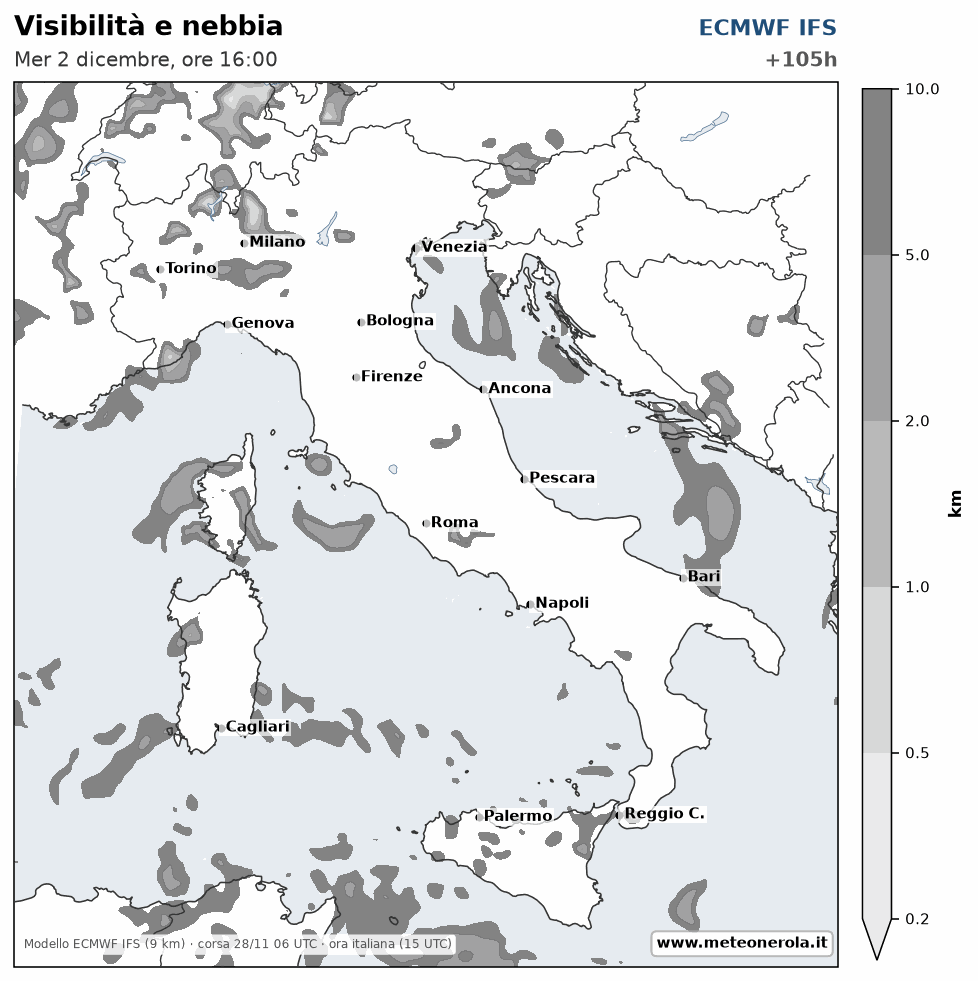 Visibilità e nebbia
ECMWF IFS
Mer 2 dicembre, ore 16:00
+105h
10.0
5.0
2.0
1.0
0.5
0.2
km
Milano
Venezia
Torino
Genova
Bologna
Firenze
Ancona
Pescara
Roma
Bari
Napoli
Cagliari
Palermo
Reggio C.
Modello ECMWF IFS (9 km) · corsa 28/11 06 UTC · ora italiana (15 UTC)
www.meteonerola.it